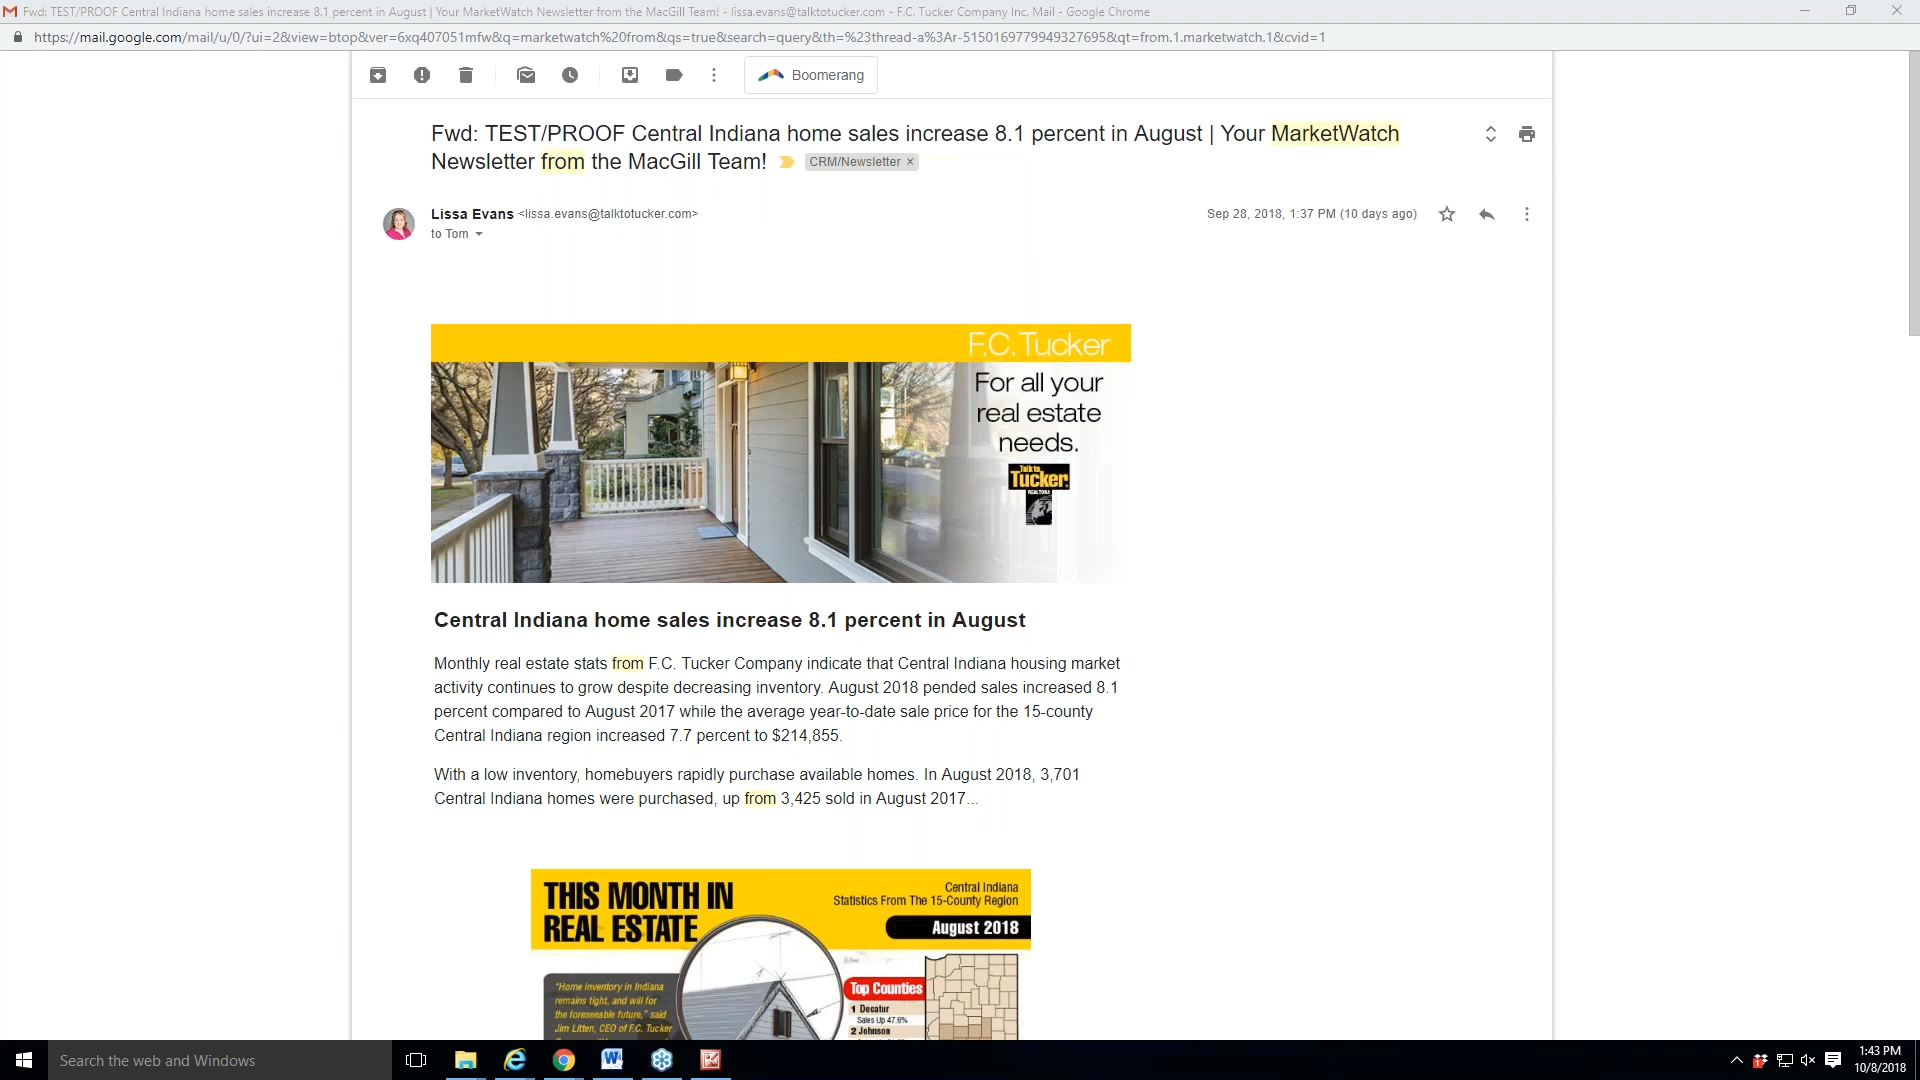 Fwd: TEST/PROOF Central Indiana home sales increase 8.1 percent in August | Your MarketWatch Newsletter from the MacGill Team! - lissa.evans@talktotucker.com - F.C. Tucker Company Inc. Mail - Google Chrome
https://mail.google.com/mail/u/0/?ui=2&view=btop&ver=6xq407051mfw&q=marketwatch%20from&qs=true&search=query&th=%23thread-a%3Ar-5150169779949327695&qt=from.1.marketwatch.1&cvid=1
Boomerang
Fwd: TEST/PROOF Central Indiana home sales increase 8.1 percent in August | Your MarketWatch
Newsletter from the MacGill Team! CRM/Newsletter ×
Lissa Evans <lissa.evans@talktotucker.com>
Sep 28, 2018, 1:37 PM (10 days ago)
to Tom
F.C. Tucker
For all your
real estate
needs.
Talk to
Tucker
REALTORS
Central Indiana home sales increase 8.1 percent in August
Monthly real estate stats from F.C. Tucker Company indicate that Central Indiana housing market
activity continues to grow despite decreasing inventory. August 2018 pended sales increased 8.1
percent compared to August 2017 while the average year-to-date sale price for the 15-county
Central Indiana region increased 7.7 percent to $214,855.
With a low inventory, homebuyers rapidly purchase available homes. In August 2018, 3,701
Central Indiana homes were purchased, up from 3,425 sold in August 2017...
THIS MONTH IN
REAL ESTATE
Central Indiana
Statistics From The 15-County Region
August 2018
"Home inventory in Indiana
remains tight, and will for
the foreseeable future," said
Jim Litten, CEO of F.C. Tucker
Top Counties
1 Decatur
Sales Up 47.6%
2 Johnson
Search the web and Windows
1:43 PM
10/8/2018